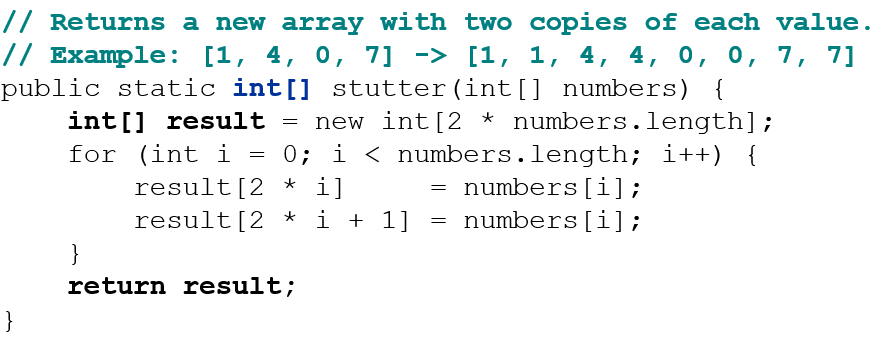 // Returns a new array with two copies of each value.
// Example: [1, 4, 0, 7] -> [1, 1, 4, 4, 0, 0, 7, 7]
public static int[] stutter(int[] numbers) {
    int[] result = new int[2 * numbers.length];
    for (int i = 0; i < numbers.length; i++) {
        result[2 * i]     = numbers[i];
        result[2 * i + 1] = numbers[i];
    }
    return result;
}